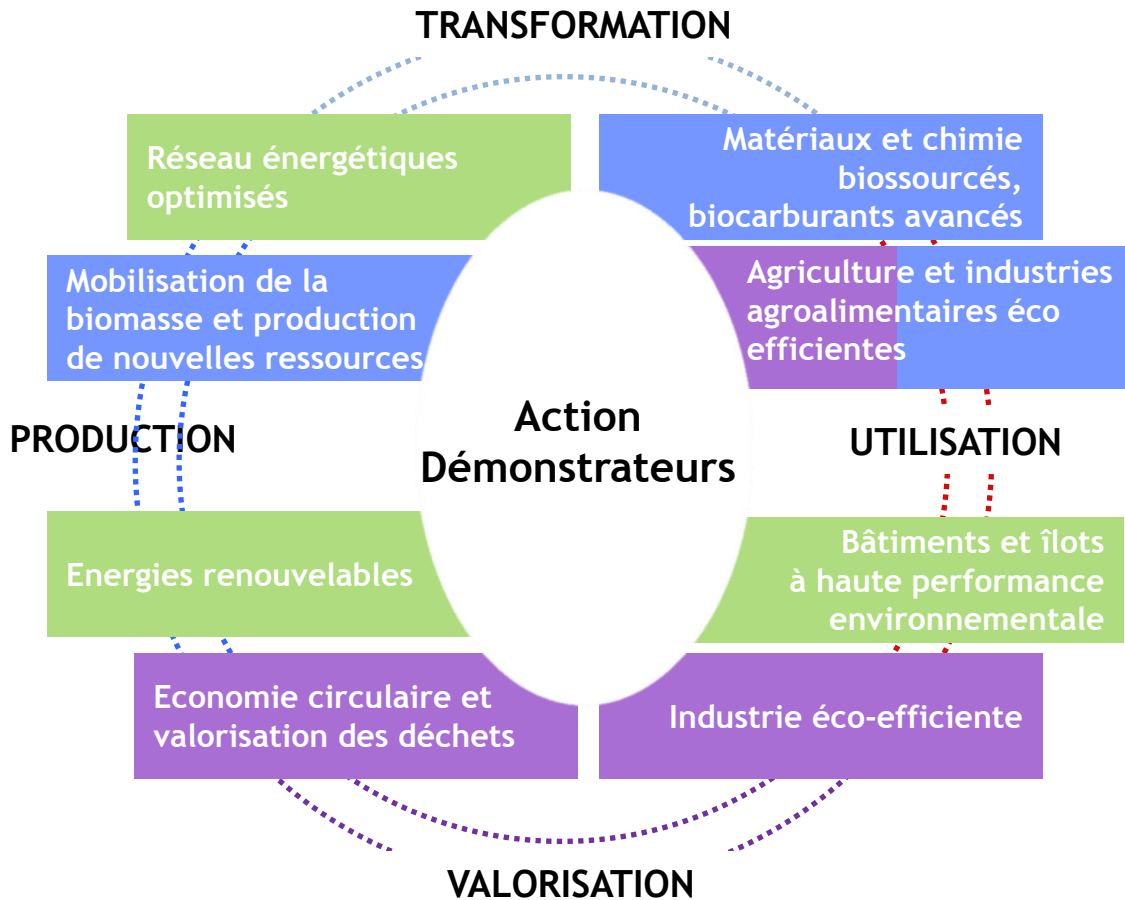 TRANSFORMATION
Réseau énergétiques
optimisés
Matériaux et chimie
biossourcés,
biocarburants avancés
Mobilisation de la
biomasse et production
de nouvelles ressources
Agriculture et industries
agroalimentaires éco
efficientes
Action
Démonstrateurs
PRODUCTION
UTILISATION
Energies renouvelables
Bâtiments et îlots
à haute performance
environnementale
Economie circulaire et
valorisation des déchets
Industrie éco-efficiente
VALORISATION